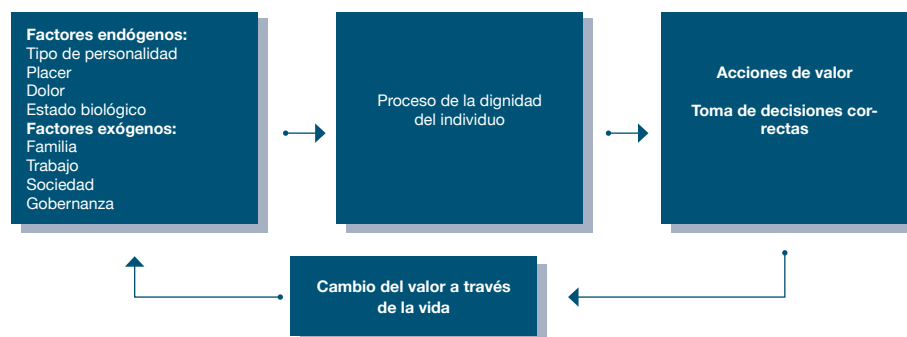 Factores endógenos:
Tipo de personalidad
Placer
Dolor
Estado biológico
Factores exógenos:
Familia
Trabajo
Sociedad
Gobernanza
Proceso de la dignidad
del individuo
Acciones de valor
Toma de decisiones cor-
rectas
Cambio del valor a través
de la vida